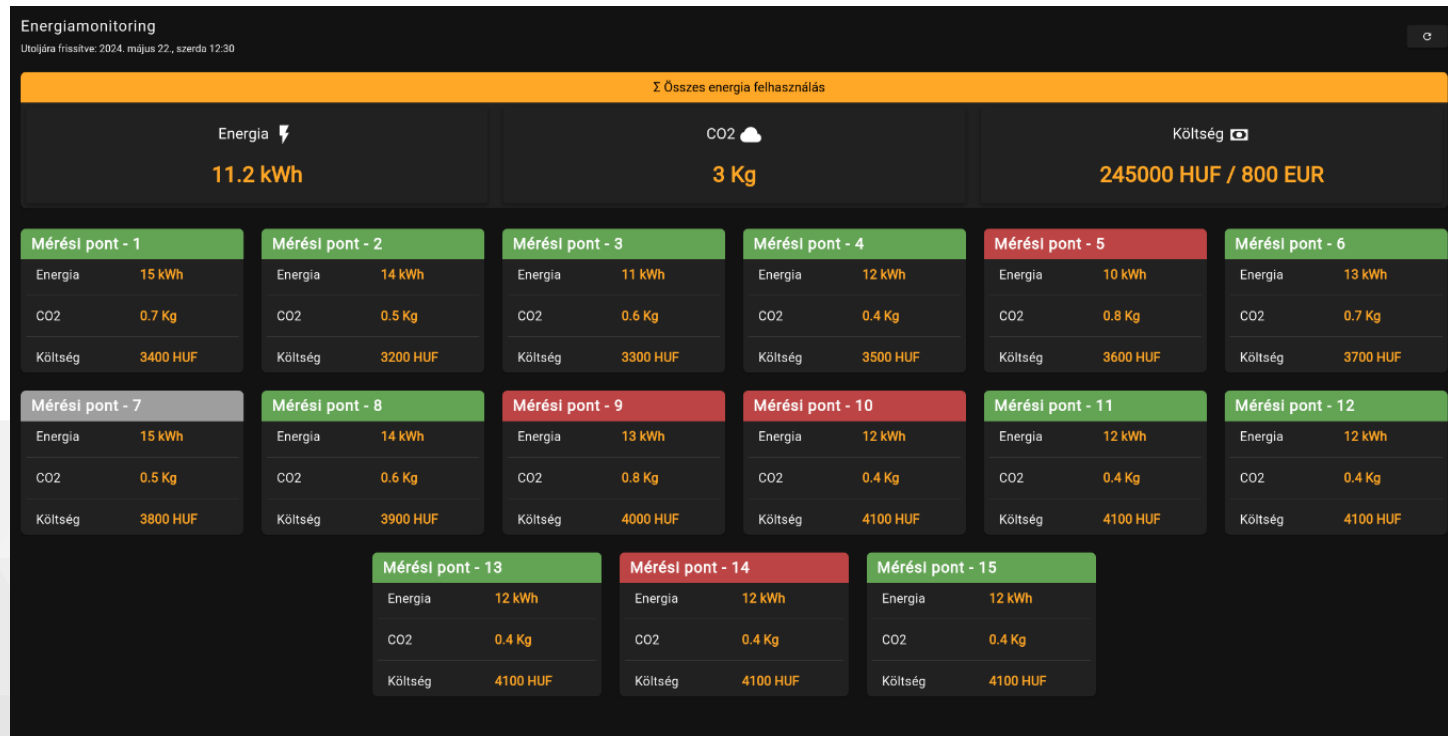 Energiamonitoring
Utoljára frissítve: 2024. május 22., szerda 12:30
Σ Összes energia felhasználás
Energia
11.2 kWh
CO2
3 Kg
Költség
245000 HUF / 800 EUR
Mérési pont - 1
Energia 15 kWh
CO2 0.7 Kg
Költség 3400 HUF
Mérési pont - 2
Energia 14 kWh
CO2 0.5 Kg
Költség 3200 HUF
Mérési pont - 3
Energia 11 kWh
CO2 0.6 Kg
Költség 3300 HUF
Mérési pont - 4
Energia 12 kWh
CO2 0.4 Kg
Költség 3500 HUF
Mérési pont - 5
Energia 10 kWh
CO2 0.8 Kg
Költség 3600 HUF
Mérési pont - 6
Energia 13 kWh
CO2 0.7 Kg
Költség 3700 HUF
Mérési pont - 7
Energia 15 kWh
CO2 0.5 Kg
Költség 3800 HUF
Mérési pont - 8
Energia 14 kWh
CO2 0.6 Kg
Költség 3900 HUF
Mérési pont - 9
Energia 13 kWh
CO2 0.8 Kg
Költség 4000 HUF
Mérési pont - 10
Energia 12 kWh
CO2 0.4 Kg
Költség 4100 HUF
Mérési pont - 11
Energia 12 kWh
CO2 0.4 Kg
Költség 4100 HUF
Mérési pont - 12
Energia 12 kWh
CO2 0.4 Kg
Költség 4100 HUF
Mérési pont - 13
Energia 12 kWh
CO2 0.4 Kg
Költség 4100 HUF
Mérési pont - 14
Energia 12 kWh
CO2 0.4 Kg
Költség 4100 HUF
Mérési pont - 15
Energia 12 kWh
CO2 0.4 Kg
Költség 4100 HUF